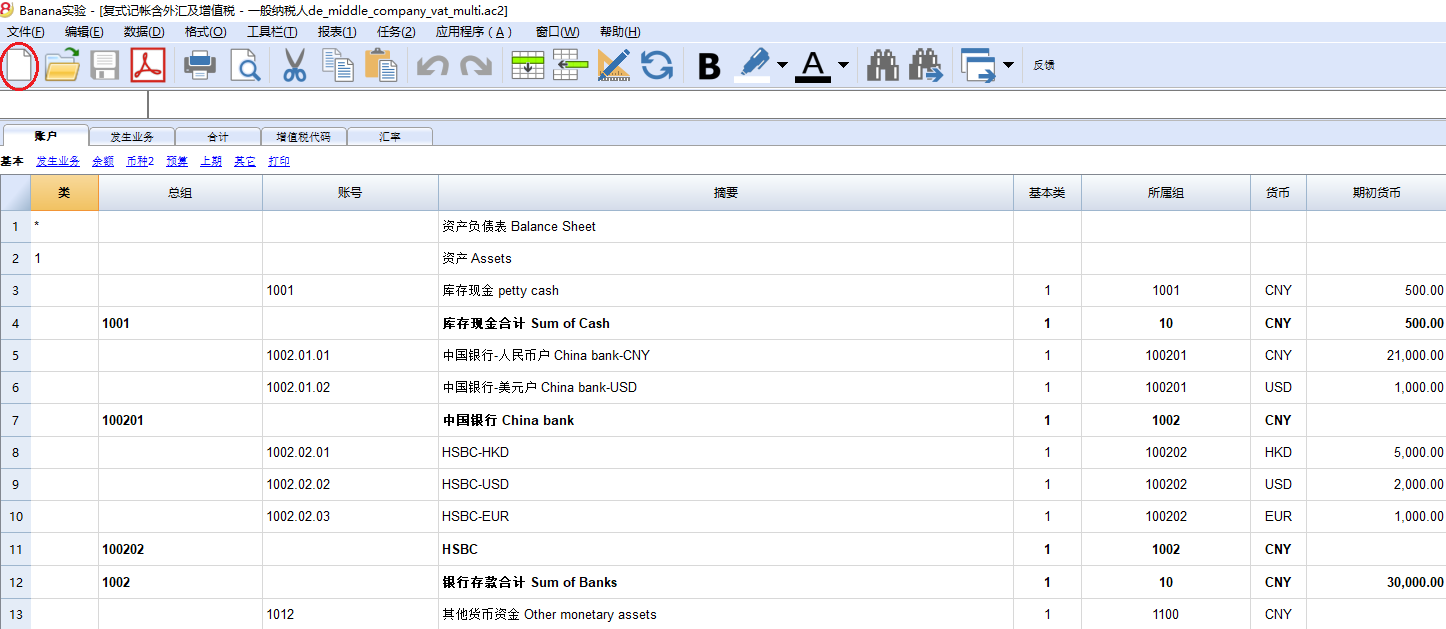 Banana实验 - [复式记帐含外汇及增值税 - 一般纳税人de_middle_company_vat_multi.ac2]
文件(F) 编辑(E) 数据(D) 格式(O) 工具栏(T) 报表(1) 任务(2) 应用程序(A) 窗口(W) 帮助(H)
B A 反馈
账户 发生业务 合计 增值税代码 汇率
基本 发生业务 余额 币种2 预算 上期 其它 打印
类 总组 账号 摘要 基本类 所属组 货币 期初货币
1 * 资产负债表 Balance Sheet
2 1 资产 Assets
3 1001 库存现金 petty cash 1 1001 CNY 500.00
4 1001 库存现金合计 Sum of Cash 1 10 CNY 500.00
5 1002.01.01 中国银行-人民币户 China bank-CNY 1 100201 CNY 21,000.00
6 1002.01.02 中国银行-美元户 China bank-USD 1 100201 USD 1,000.00
7 100201 中国银行 China bank 1 1002 CNY
8 1002.02.01 HSBC-HKD 1 100202 HKD 5,000.00
9 1002.02.02 HSBC-USD 1 100202 USD 2,000.00
10 1002.02.03 HSBC-EUR 1 100202 EUR 1,000.00
11 100202 HSBC 1 1002 CNY
12 1002 银行存款合计 Sum of Banks 1 10 CNY 30,000.00
13 1012 其他货币资金 Other monetary assets 1 1100 CNY